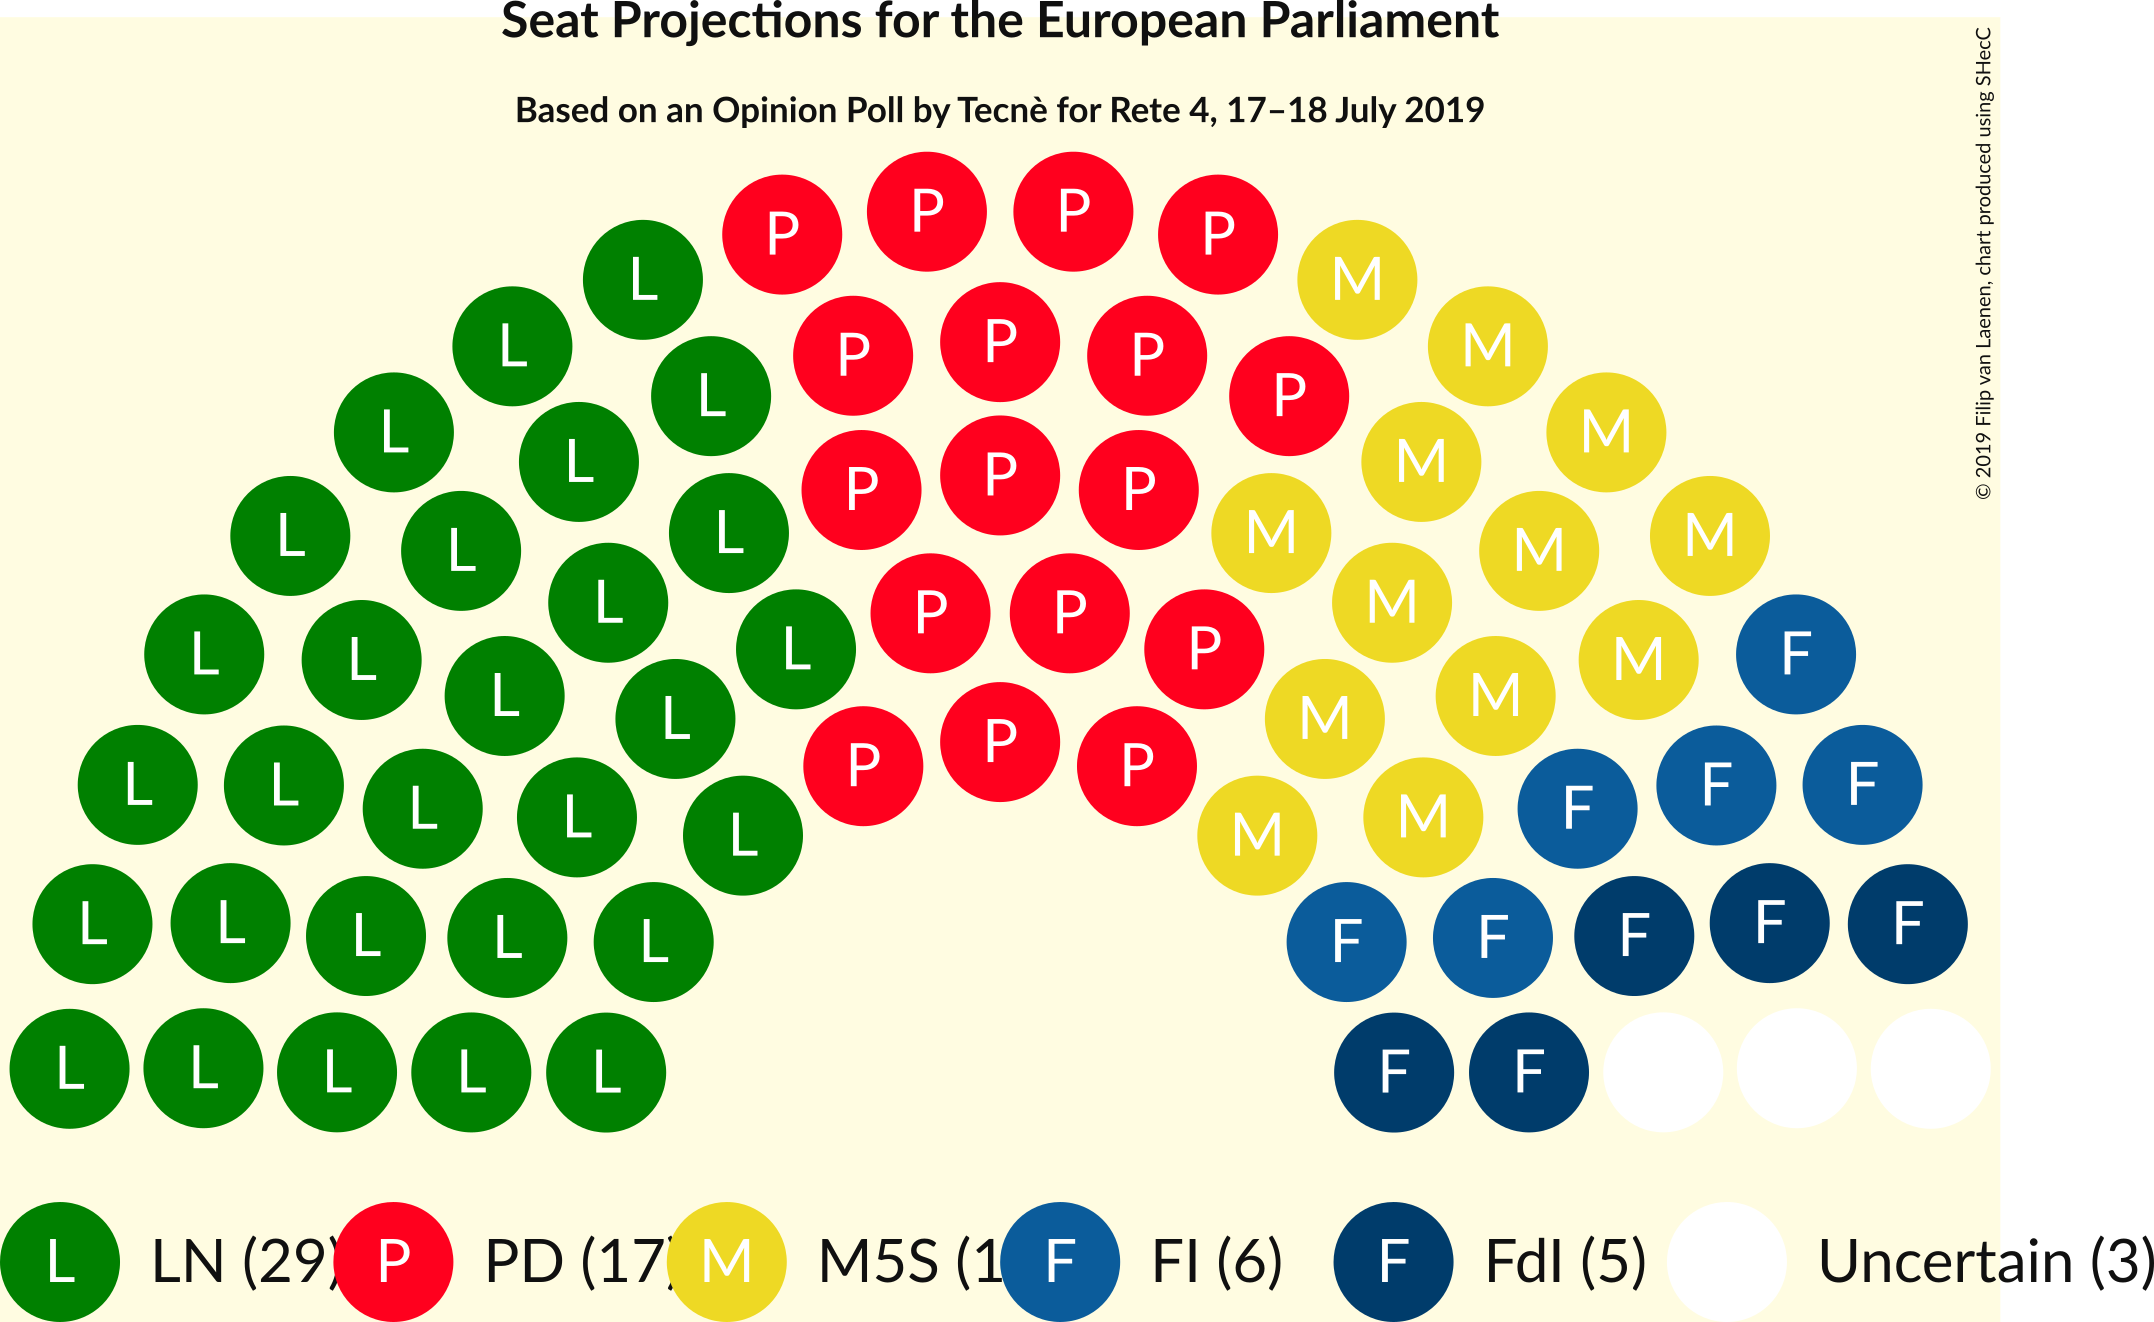 Seat Projections for the European Parliament
Based on an Opinion Poll by Tecnè for Rete 4, 17–18 July 2019
© 2019 Filip van Laenen, chart produced using SHecC
P P P P
L M
P P P
L M
L P M
L M
L P P P M
L M
L M
L M
L P P M
L P M
L L M F
L M
L M
L P P P M
L L F F
L L F
L L M M
L L L F F F
L L L F F F
L L L L L F F
L LN (29) P PD (17) M M5S (1 F FI (6) F FdI (5) Uncertain (3)